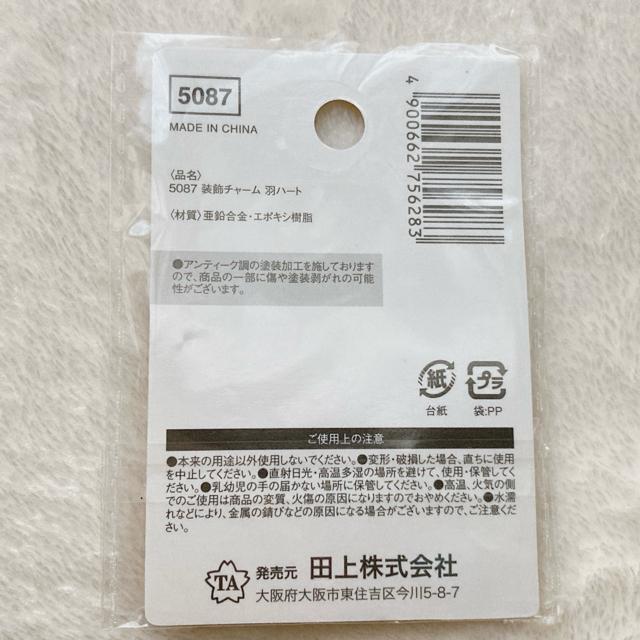 5087
MADE IN CHINA
〈品名〉
5087 装飾チャーム 羽ハート
〈材質〉亜鉛合金・エポキシ樹脂
●アンティーク調の塗装加工を施しております
ので、商品の一部に傷や塗装剥がれの可能
性がございます。
4 900662 756283
紙
台紙
プラ
袋:PP
ご使用上の注意
●本来の用途以外使用しないでください。●変形・破損した場合、直ちに使用
を中止してください。●直射日光・高温多湿の場所を避けて、使用・保管してく
ださい。●乳幼児の手の届かない場所に保管してください。●高温、火気の側
でのご使用は商品の変質、火傷の原因になりますのでおやめください。●水濡
れなどにより、金属の錆びなどの原因になる場合がございますので、ご注意くだ
さい。
TA
発売元 田上株式会社
大阪府大阪市東住吉区今川5-8-7